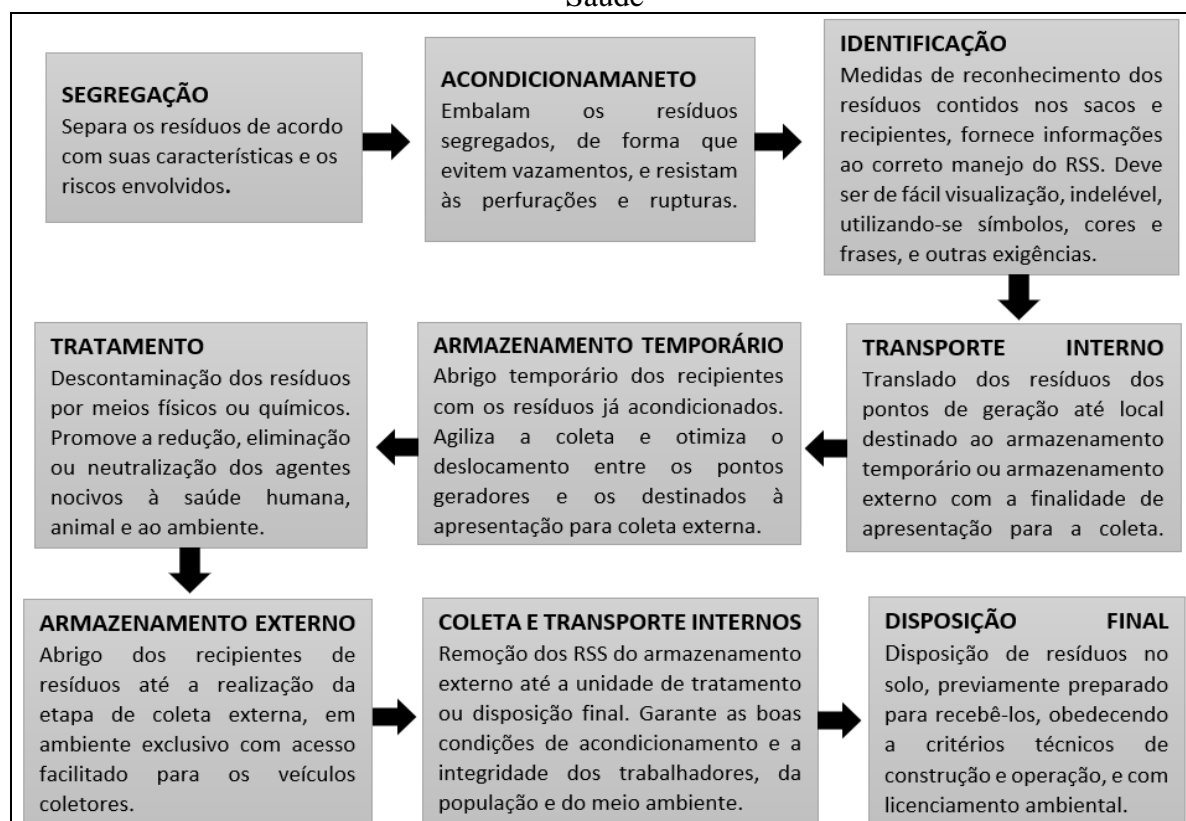 Saúde
SEGREGAÇÃO
Separa os resíduos de acordo
com suas características e os
riscos envolvidos.
ACONDICIONAMANETO
Embalam os resíduos
segregados, de forma que
evitem vazamentos, e resistam
às perfurações e rupturas.
IDENTIFICAÇÃO
Medidas de reconhecimento dos
resíduos contidos nos sacos e
recipientes, fornece informações
ao correto manejo do RSS. Deve
ser de fácil visualização, indelével,
utilizando-se símbolos, cores e
frases, e outras exigências.
TRANSPORTE INTERNO
Translado dos resíduos dos
pontos de geração até local
destinado ao armazenamento
temporário ou armazenamento
externo com a finalidade de
apresentação para a coleta.
ARMAZENAMENTO TEMPORÁRIO
Abrigo temporário dos recipientes
com os resíduos já acondicionados.
Agiliza a coleta e otimiza o
deslocamento entre os pontos
geradores e os destinados à
apresentação para coleta externa.
TRATAMENTO
Descontaminação dos resíduos
por meios físicos ou químicos.
Promove a redução, eliminação
ou neutralização dos agentes
nocivos à saúde humana,
animal e ao ambiente.
ARMAZENAMENTO EXTERNO
Abrigo dos recipientes de
resíduos até a realização da
etapa de coleta externa, em
ambiente exclusivo com acesso
facilitado para os veículos
coletores.
COLETA E TRANSPORTE INTERNOS
Remoção dos RSS do armazenamento
externo até a unidade de tratamento
ou disposição final. Garante as boas
condições de acondicionamento e a
integridade dos trabalhadores, da
população e do meio ambiente.
DISPOSIÇÃO FINAL
Disposição de resíduos no
solo, previamente preparado
para recebê-los, obedecendo
a critérios técnicos de
construção e operação, e com
licenciamento ambiental.